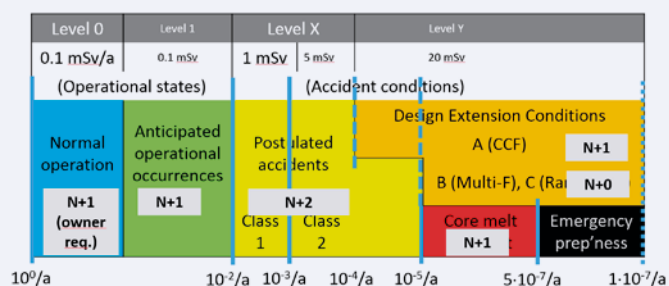 Level 0 Level 1 Level X Level Y
0.1 mSv/a 0.1 mSv 1 mSv 5 mSv 20 mSv
(Operational states) (Accident conditions)
Normal
operation
N+1
(owner
req.)
Anticipated
operational
occurrences
N+1
Postulated
accidents
N+2
Class
1
Class
2
Design Extension Conditions
A (CCF) N+1
B (Multi-F), C N+0
Core melt
N+1
Emergency
prep'ness
10⁰/a 10⁻²/a 10⁻³/a 10⁻⁴/a 10⁻⁵/a 5·10⁻⁷/a 1·10⁻⁷/a